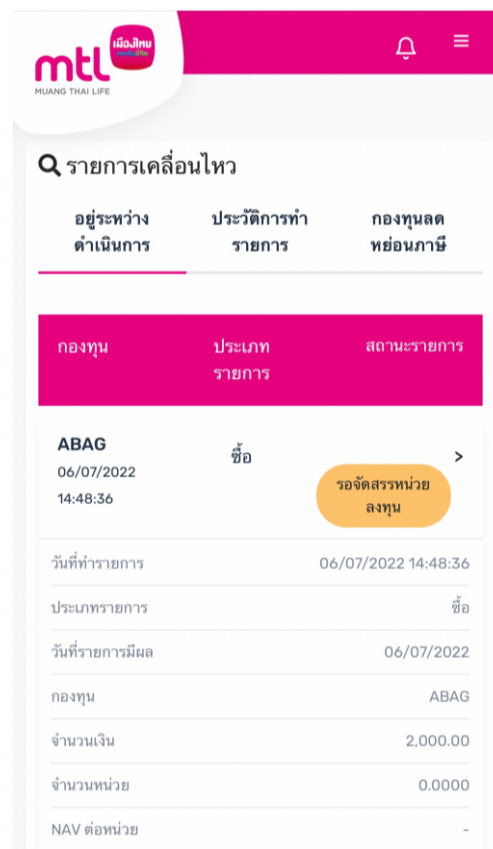 mtl
เมืองไทย
MUANG THAI LIFE
รายการเคลื่อนไหว
อยู่ระหว่าง
ดำเนินการ
ประวัติการทำ
รายการ
กองทุนลด
หย่อนภาษี
กองทุน
ประเภท
รายการ
สถานะรายการ
ABAG
06/07/2022
14:48:36
ซื้อ
>
รอจัดสรรหน่วย
ลงทุน
วันที่ทำรายการ 06/07/2022 14:48:36
ประเภทรายการ ซื้อ
วันที่รายการมีผล 06/07/2022
กองทุน ABAG
จำนวนเงิน 2,000.00
จำนวนหน่วย 0.0000
NAV ต่อหน่วย -